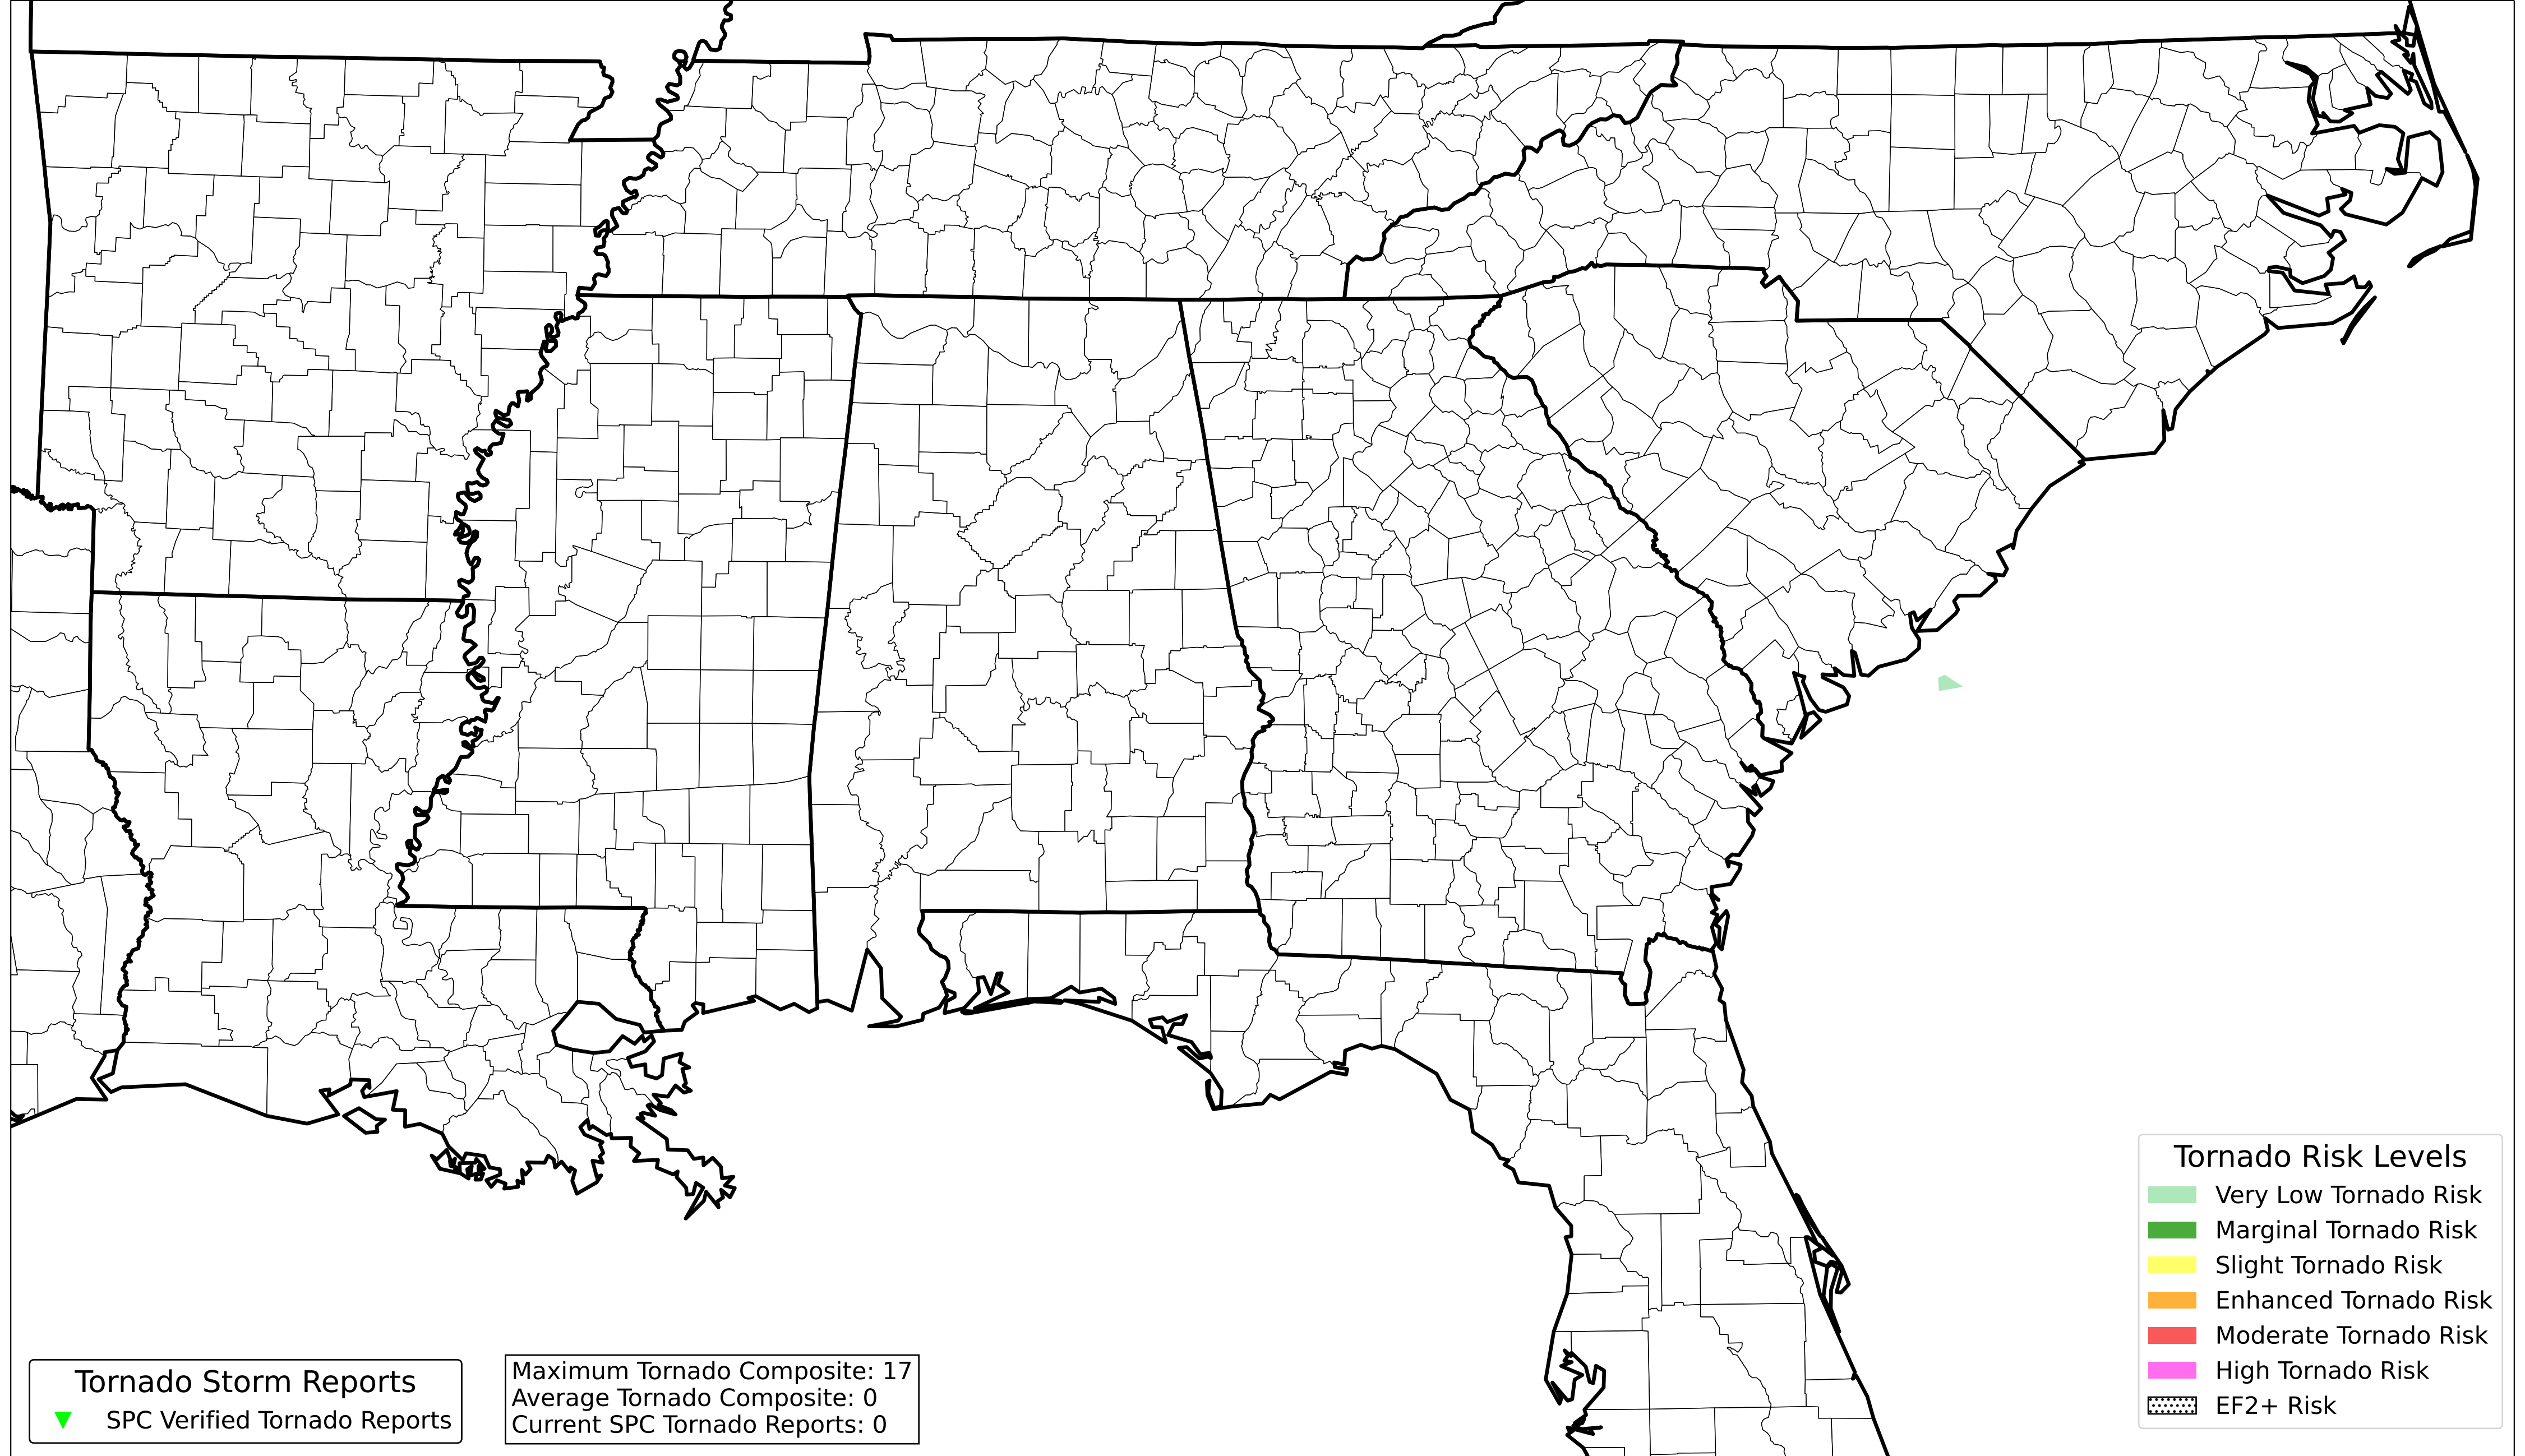 Tornado Risk Levels
Very Low Tornado Risk
Marginal Tornado Risk
Slight Tornado Risk
Enhanced Tornado Risk
Moderate Tornado Risk
High Tornado Risk
EF2+ Risk
Tornado Storm Reports
SPC Verified Tornado Reports
Maximum Tornado Composite: 17
Average Tornado Composite: 0
Current SPC Tornado Reports: 0